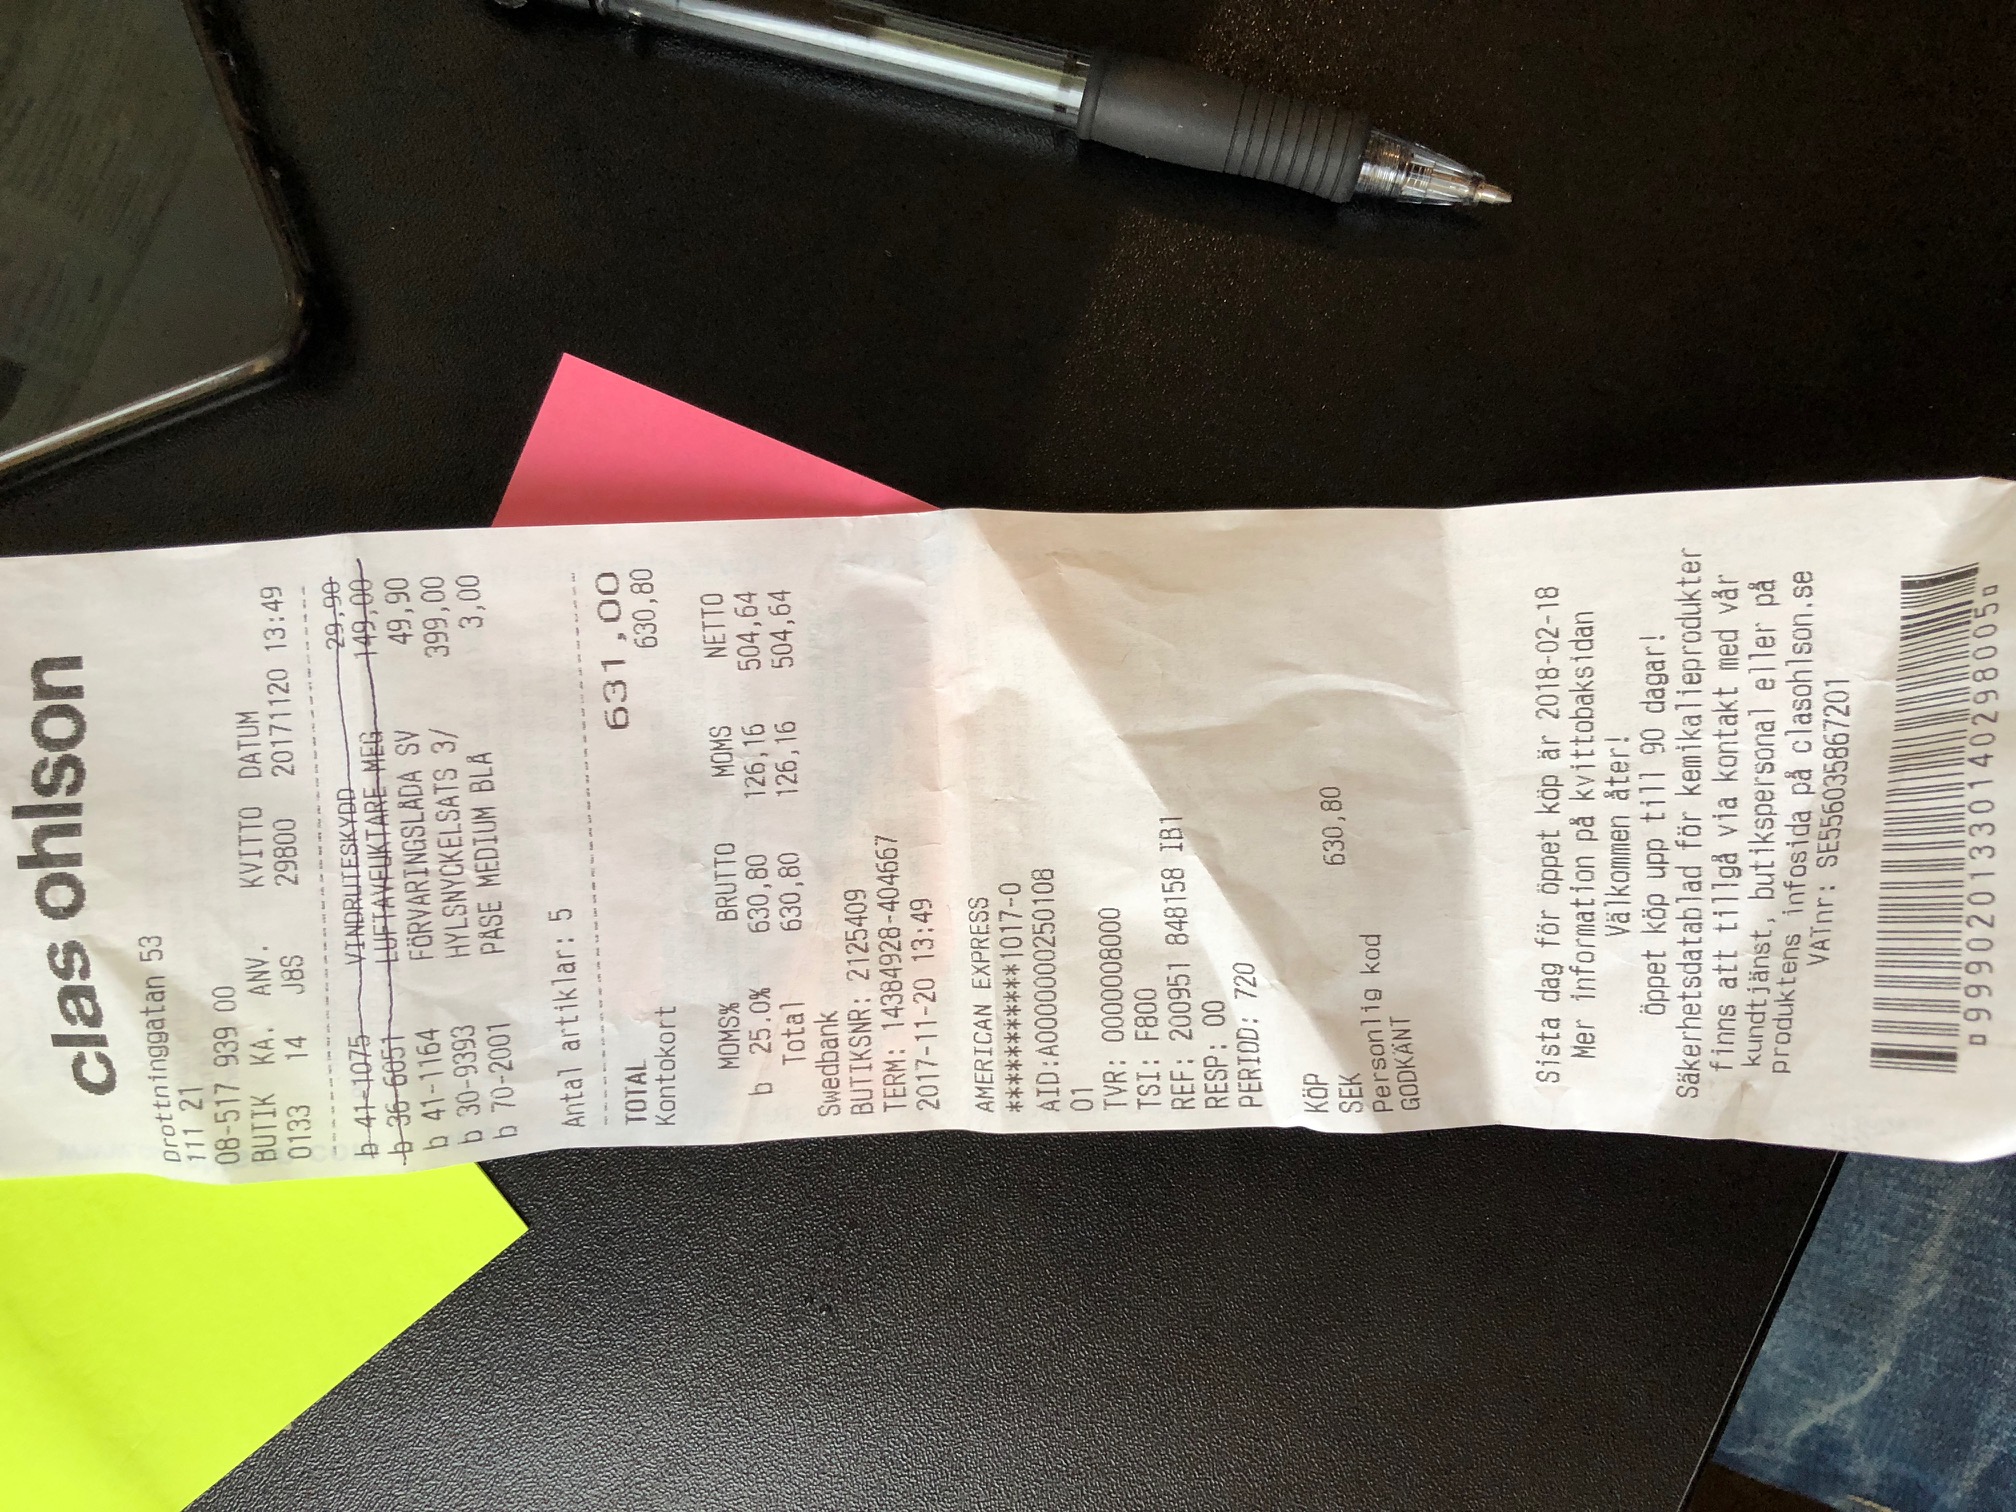 clas ohlson
Drottninggatan 53
111 21
08-517 939 00
BUTIK KA. ANV. KVITTO DATUM
0133 14 J8S 29800 20171120 13:49
b 41-1075 VINDRUTESKYDD 29,90
b 36-6051 LUFTAVFUKTARE MEG 149,00
b 41-1164 FÖRVARINGSLÅDA SV 49,90
b 30-9393 HYLSNYCKELSATS 3/ 399,00
b 70-2001 PÅSE MEDIUM BLÅ 3,00
Antal artiklar: 5
TOTAL 631,00
Kontokort 630,80
MOMS% BRUTTO MOMS NETTO
b 25.0% 630,80 126,16 504,64
Total 630,80 126,16 504,64
Swedbank
BUTIKSNR: 2125409
TERM: 14384928-404667
2017-11-20 13:49
AMERICAN EXPRESS
***********1017-0
AID:A0000000250108
01
TVR: 0000008000
TSI: F800
REF: 200951 848158 IB1
RESP: 00
PERIOD: 720
KÖP
SEK 630,80
Personlig kod
GODKÄNT
Sista dag för öppet köp är 2018-02-18
Mer information på kvittobaksidan
Välkommen åter!
Öppet köp upp till 90 dagar!
Säkerhetsdatablad för kemikalieprodukter
finns att tillgå via kontakt med vår
kundtjänst, butikspersonal eller på
produktens infosida på clasohlson.se
VATnr: SE556035867201
99902013301402980​05